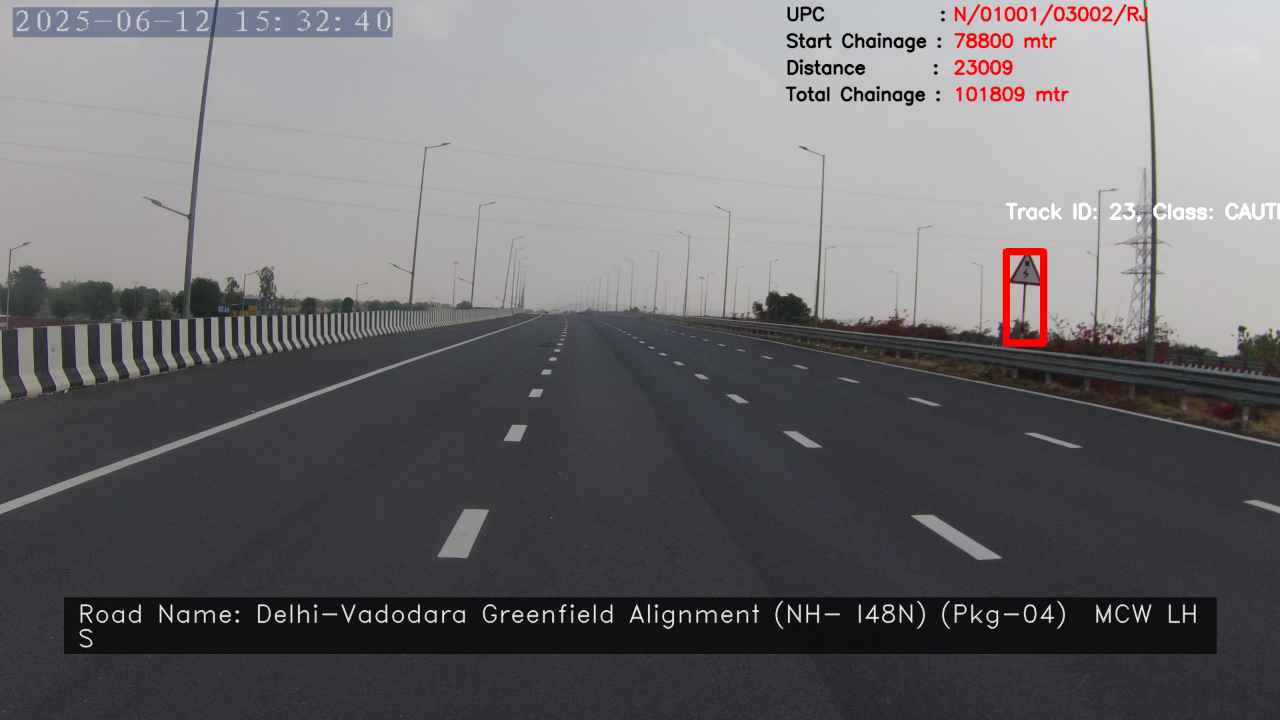 2025-06-12 15:32:40
UPC : N/01001/03002/RJ
Start Chainage : 78800 mtr
Distance : 23009
Total Chainage : 101809 mtr
Track ID: 23, Class: CAUTI
Road Name: Delhi-Vadodara Greenfield Alignment (NH- 148N) (Pkg-04) MCW LH
S